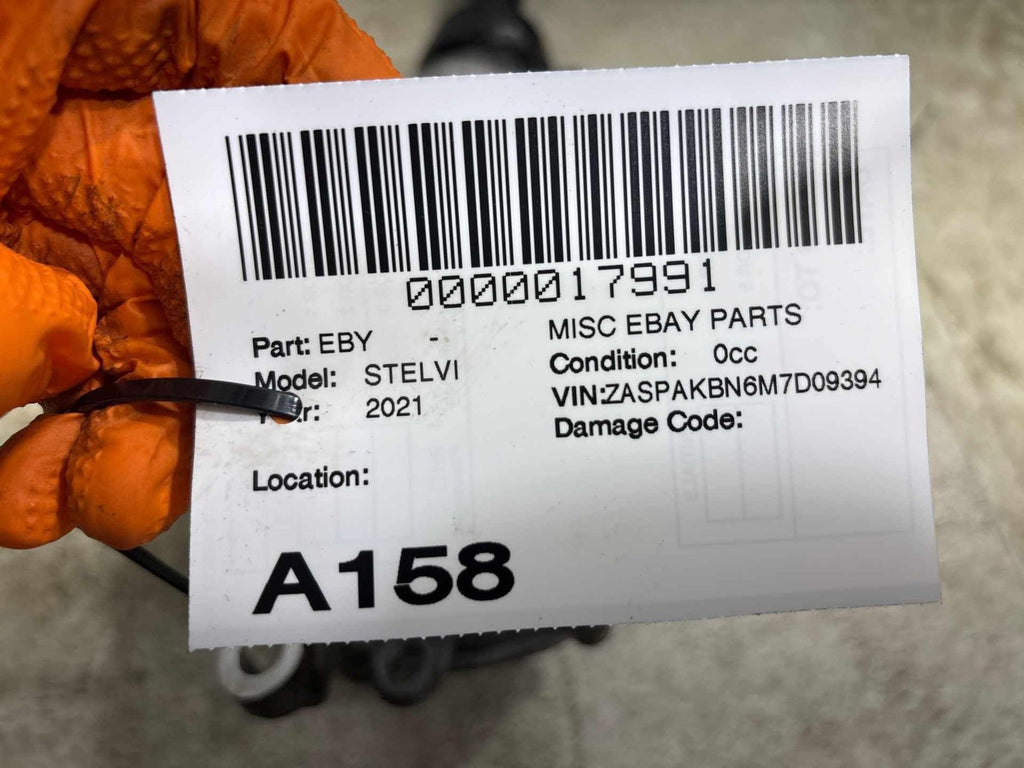 0000017991
Part: EBY - MISC EBAY PARTS
Model: STELVI Condition: 0cc
2021 VIN:ZASPAKBN6M7D09394
Damage Code:
Location:
A158